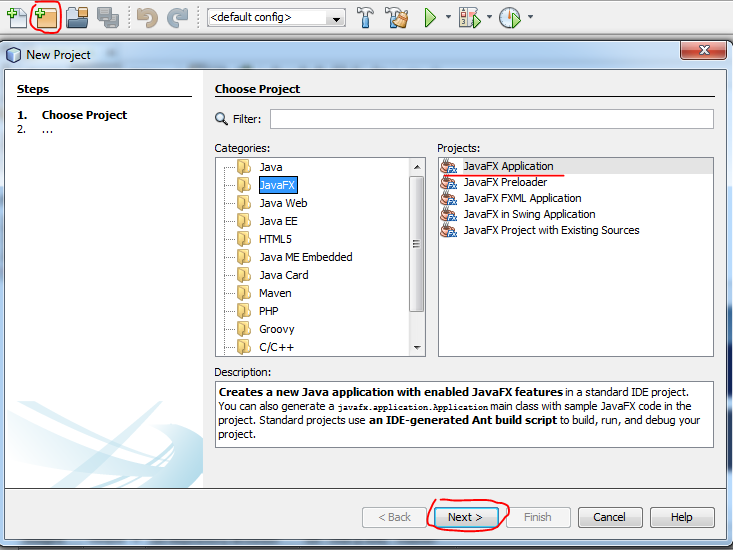 <default config>
New Project
Steps
1. Choose Project
2. ...
Choose Project
Filter:
Categories:
Java
JavaFX
Java Web
Java EE
HTML5
Java ME Embedded
Java Card
Maven
PHP
Groovy
C/C++
Projects:
JavaFX Application
JavaFX Preloader
JavaFX FXML Application
JavaFX in Swing Application
JavaFX Project with Existing Sources
Description:
Creates a new Java application with enabled JavaFX features in a standard IDE project.
You can also generate a javafx.application.Application main class with sample JavaFX code in the
project. Standard projects use an IDE-generated Ant build script to build, run, and debug your
project.
< Back
Next >
Finish
Cancel
Help